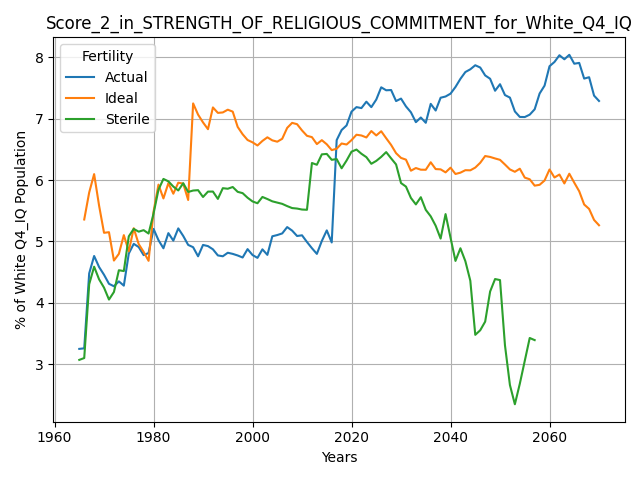 Score_2_in_STRENGTH_OF_RELIGIOUS_COMMITMENT_for_White_Q4_IQ
Fertility
Actual
Ideal
Sterile
8
7
6
5
4
3
% of White Q4_IQ Population
1960
1980
2000
2020
2040
2060
Years